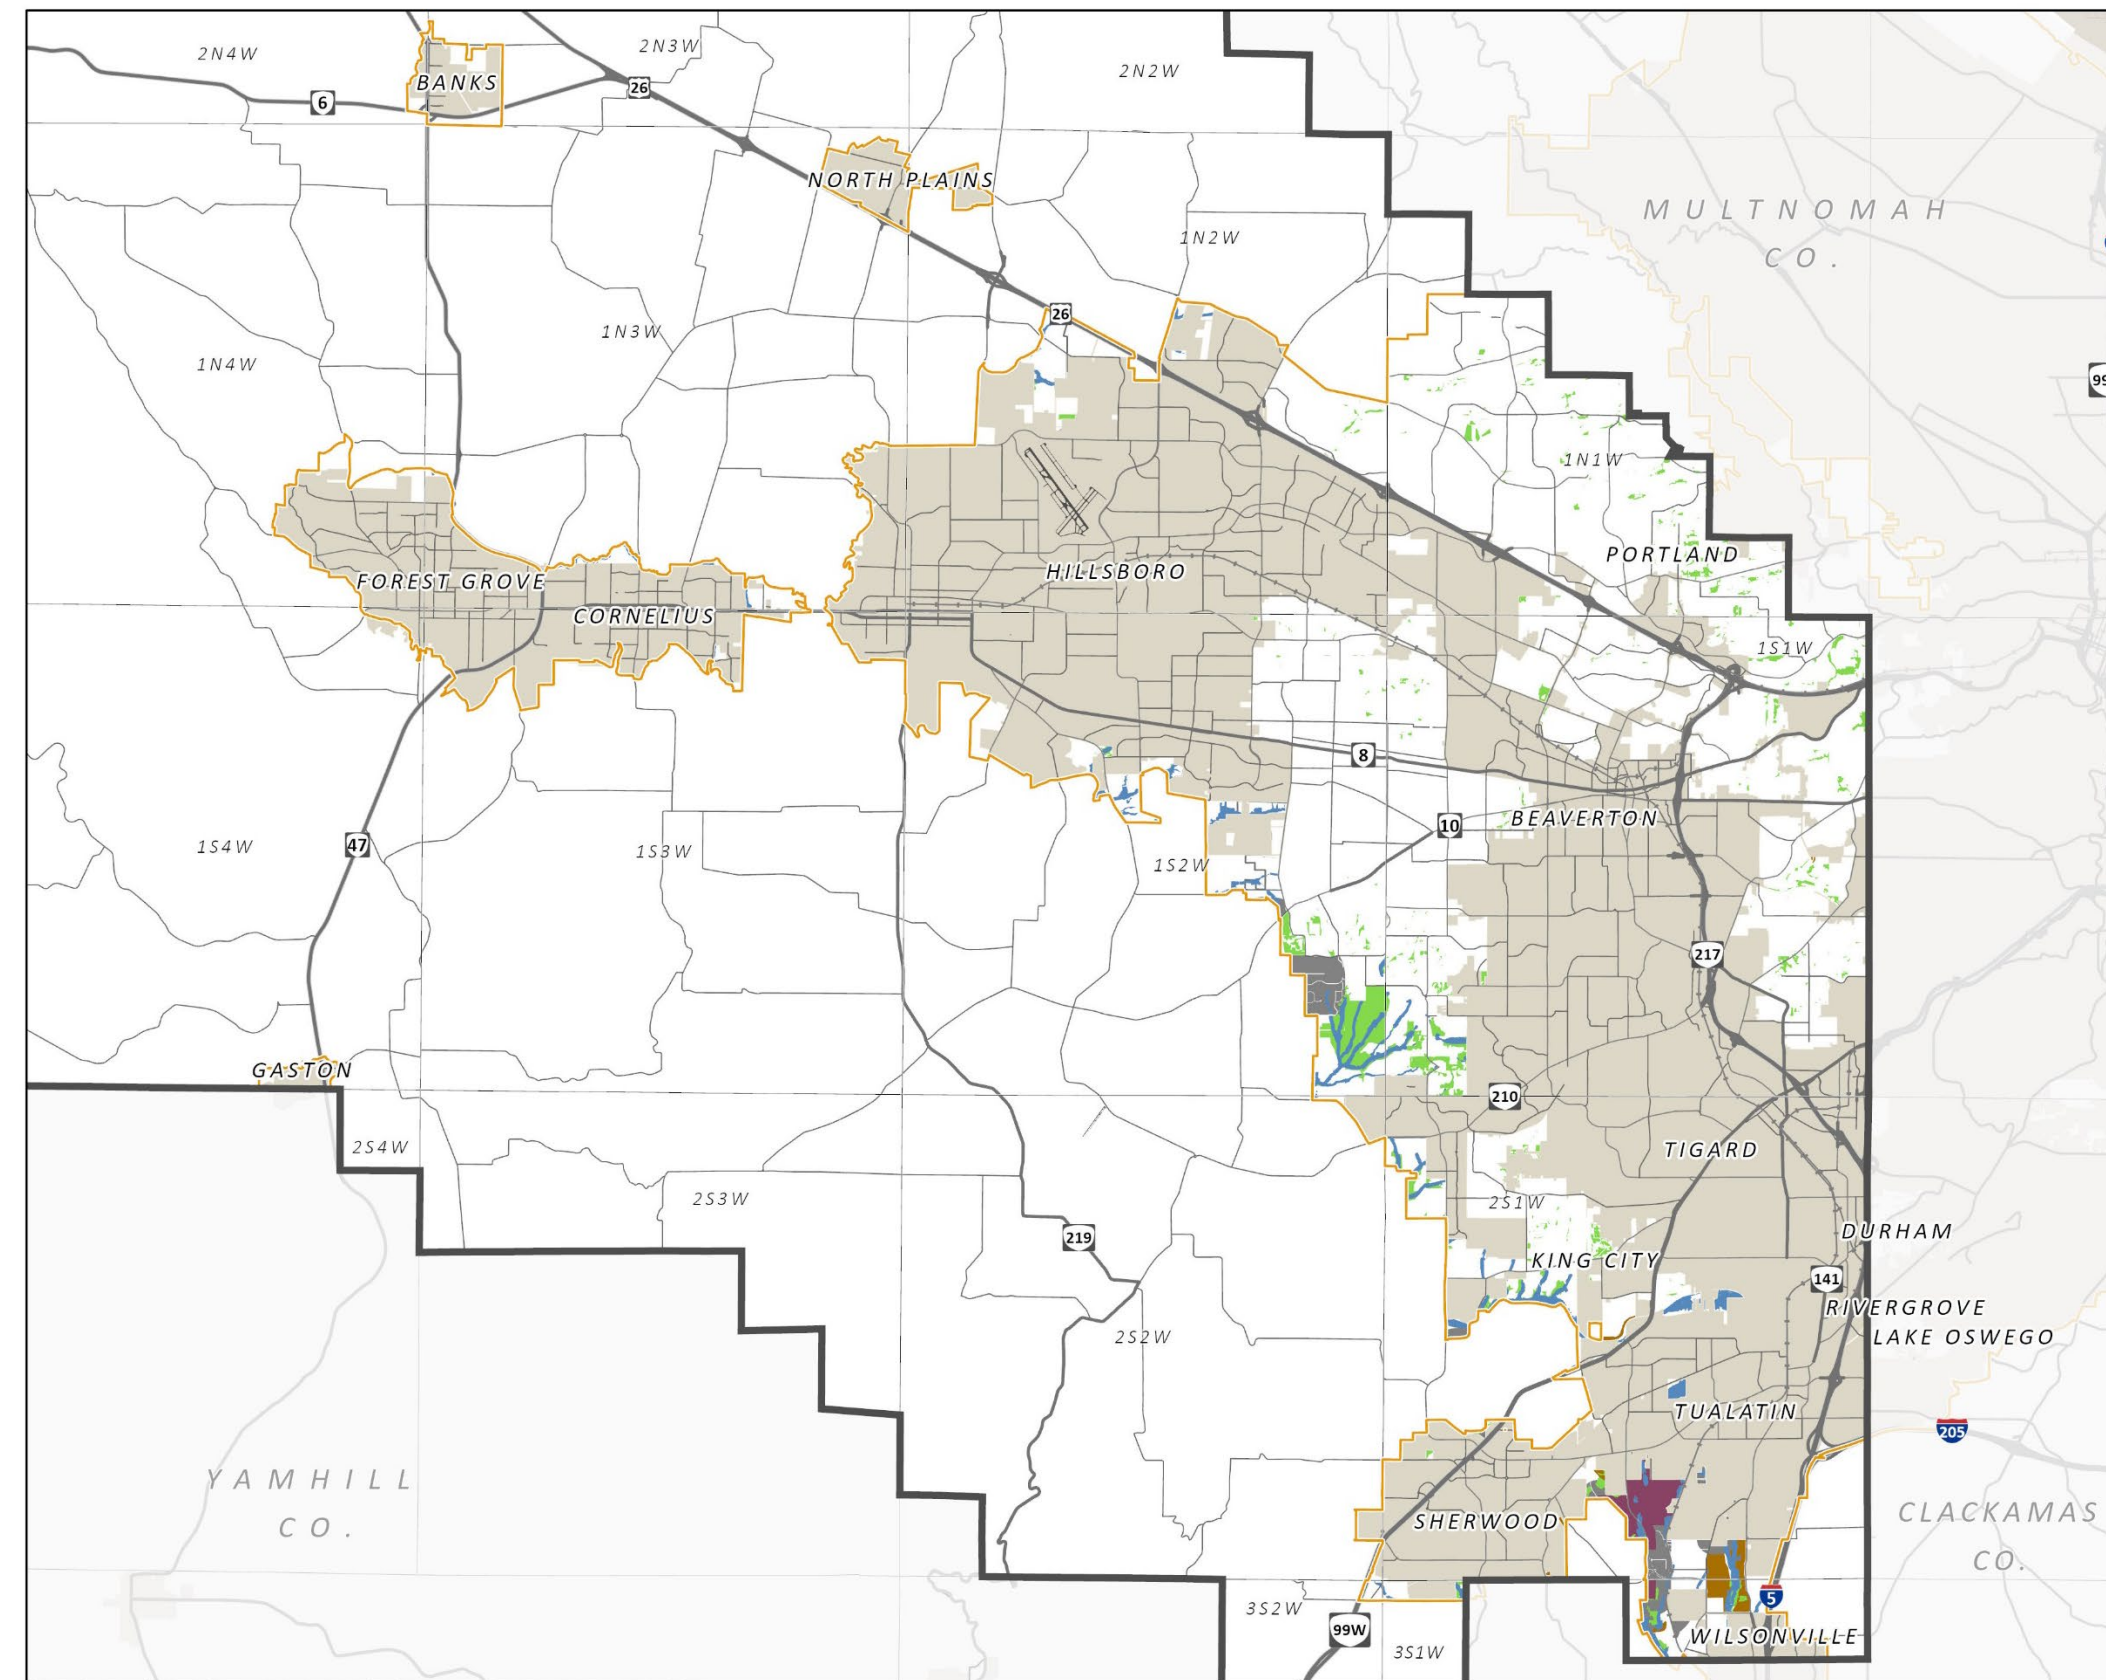 2N4W
BANKS
2N3W
26
6
2N2W
NORTH PLAINS
MULTNOMAH
CO.
1N2W
26
1N3W
1N4W
99
1N1W
PORTLAND
FOREST GROVE
HILLSBORO
CORNELIUS
1S1W
8
10
BEAVERTON
47
1S4W
1S3W
1S2W
217
GASTON
210
2S4W
TIGARD
2S3W
2S1W
219
DURHAM
KING CITY
141
RIVERGROVE
2S2W
LAKE OSWEGO
TUALATIN
205
YAMHILL
CO.
SHERWOOD
CLACKAMAS
CO.
5
3S2W
99W
WILSONVILLE
3S1W